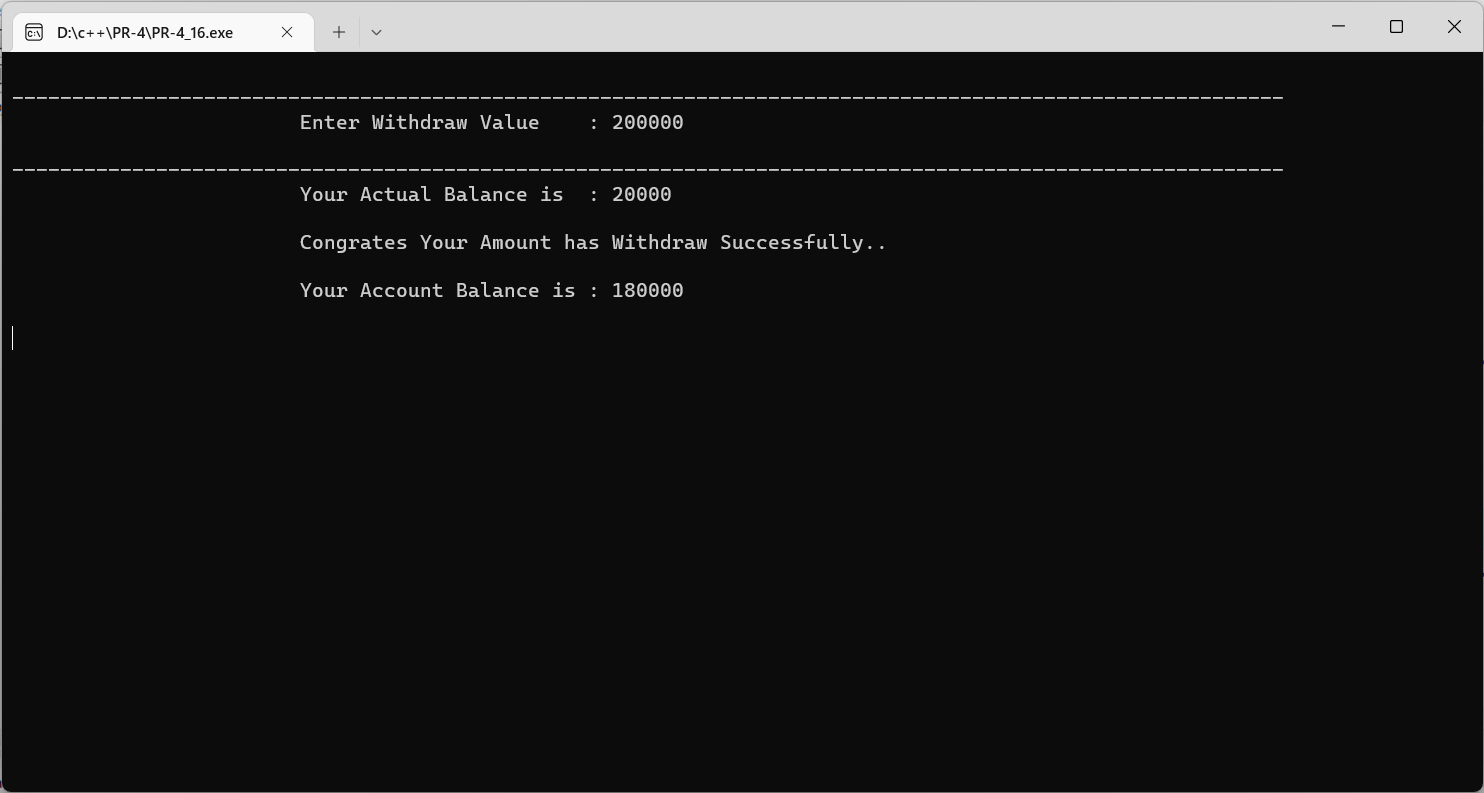 D:\c++\PR-4\PR-4_16.exe
Enter Withdraw Value : 200000
Your Actual Balance is : 20000
Congrates Your Amount has Withdraw Successfully..
Your Account Balance is : 180000